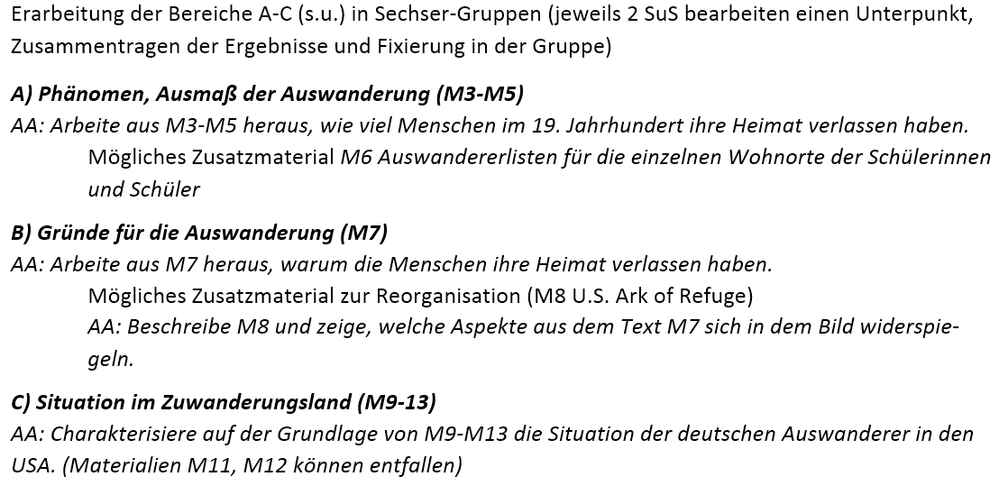 Erarbeitung der Bereiche A-C (s.u.) in Sechser-Gruppen (jeweils 2 SuS bearbeiten einen Unterpunkt,
Zusammentragen der Ergebnisse und Fixierung in der Gruppe)
A) Phänomen, Ausmaß der Auswanderung (M3-M5)
AA: Arbeite aus M3-M5 heraus, wie viel Menschen im 19. Jahrhundert ihre Heimat verlassen haben.
Mögliches Zusatzmaterial M6 Auswandererlisten für die einzelnen Wohnorte der Schülerinnen
und Schüler
B) Gründe für die Auswanderung (M7)
AA: Arbeite aus M7 heraus, warum die Menschen ihre Heimat verlassen haben.
Mögliches Zusatzmaterial zur Reorganisation (M8 U.S. Ark of Refuge)
AA: Beschreibe M8 und zeige, welche Aspekte aus dem Text M7 sich in dem Bild widerspie-
geln.
C) Situation im Zuwanderungsland (M9-13)
AA: Charakterisiere auf der Grundlage von M9-M13 die Situation der deutschen Auswanderer in den
USA. (Materialien M11, M12 können entfallen)